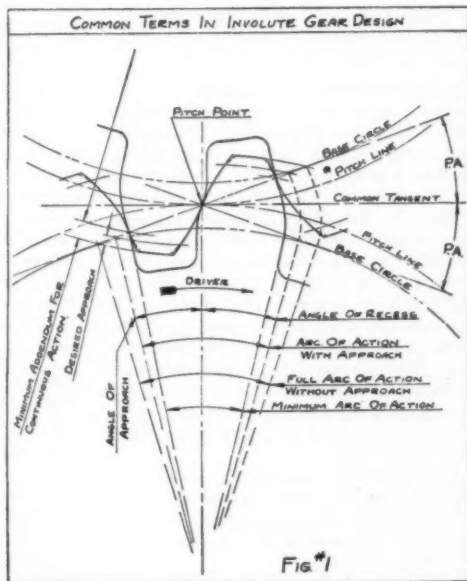 COMMON TERMS IN INVOLUTE GEAR DESIGN
PITCH POINT
BASE CIRCLE
PITCH LINE
P.A.
COMMON TANGENT
P.A.
PITCH LINE
BASE CIRCLE
DRIVER
ANGLE OF RECESS
ARC OF ACTION
WITH APPROACH
FULL ARC OF ACTION
WITHOUT APPROACH
MINIMUM ARC OF ACTION
MINIMUM ADDENDUM FOR
CONTINUOUS ACTION
DESIRED APPROACH
ANGLE OF
APPROACH
FIG. #1